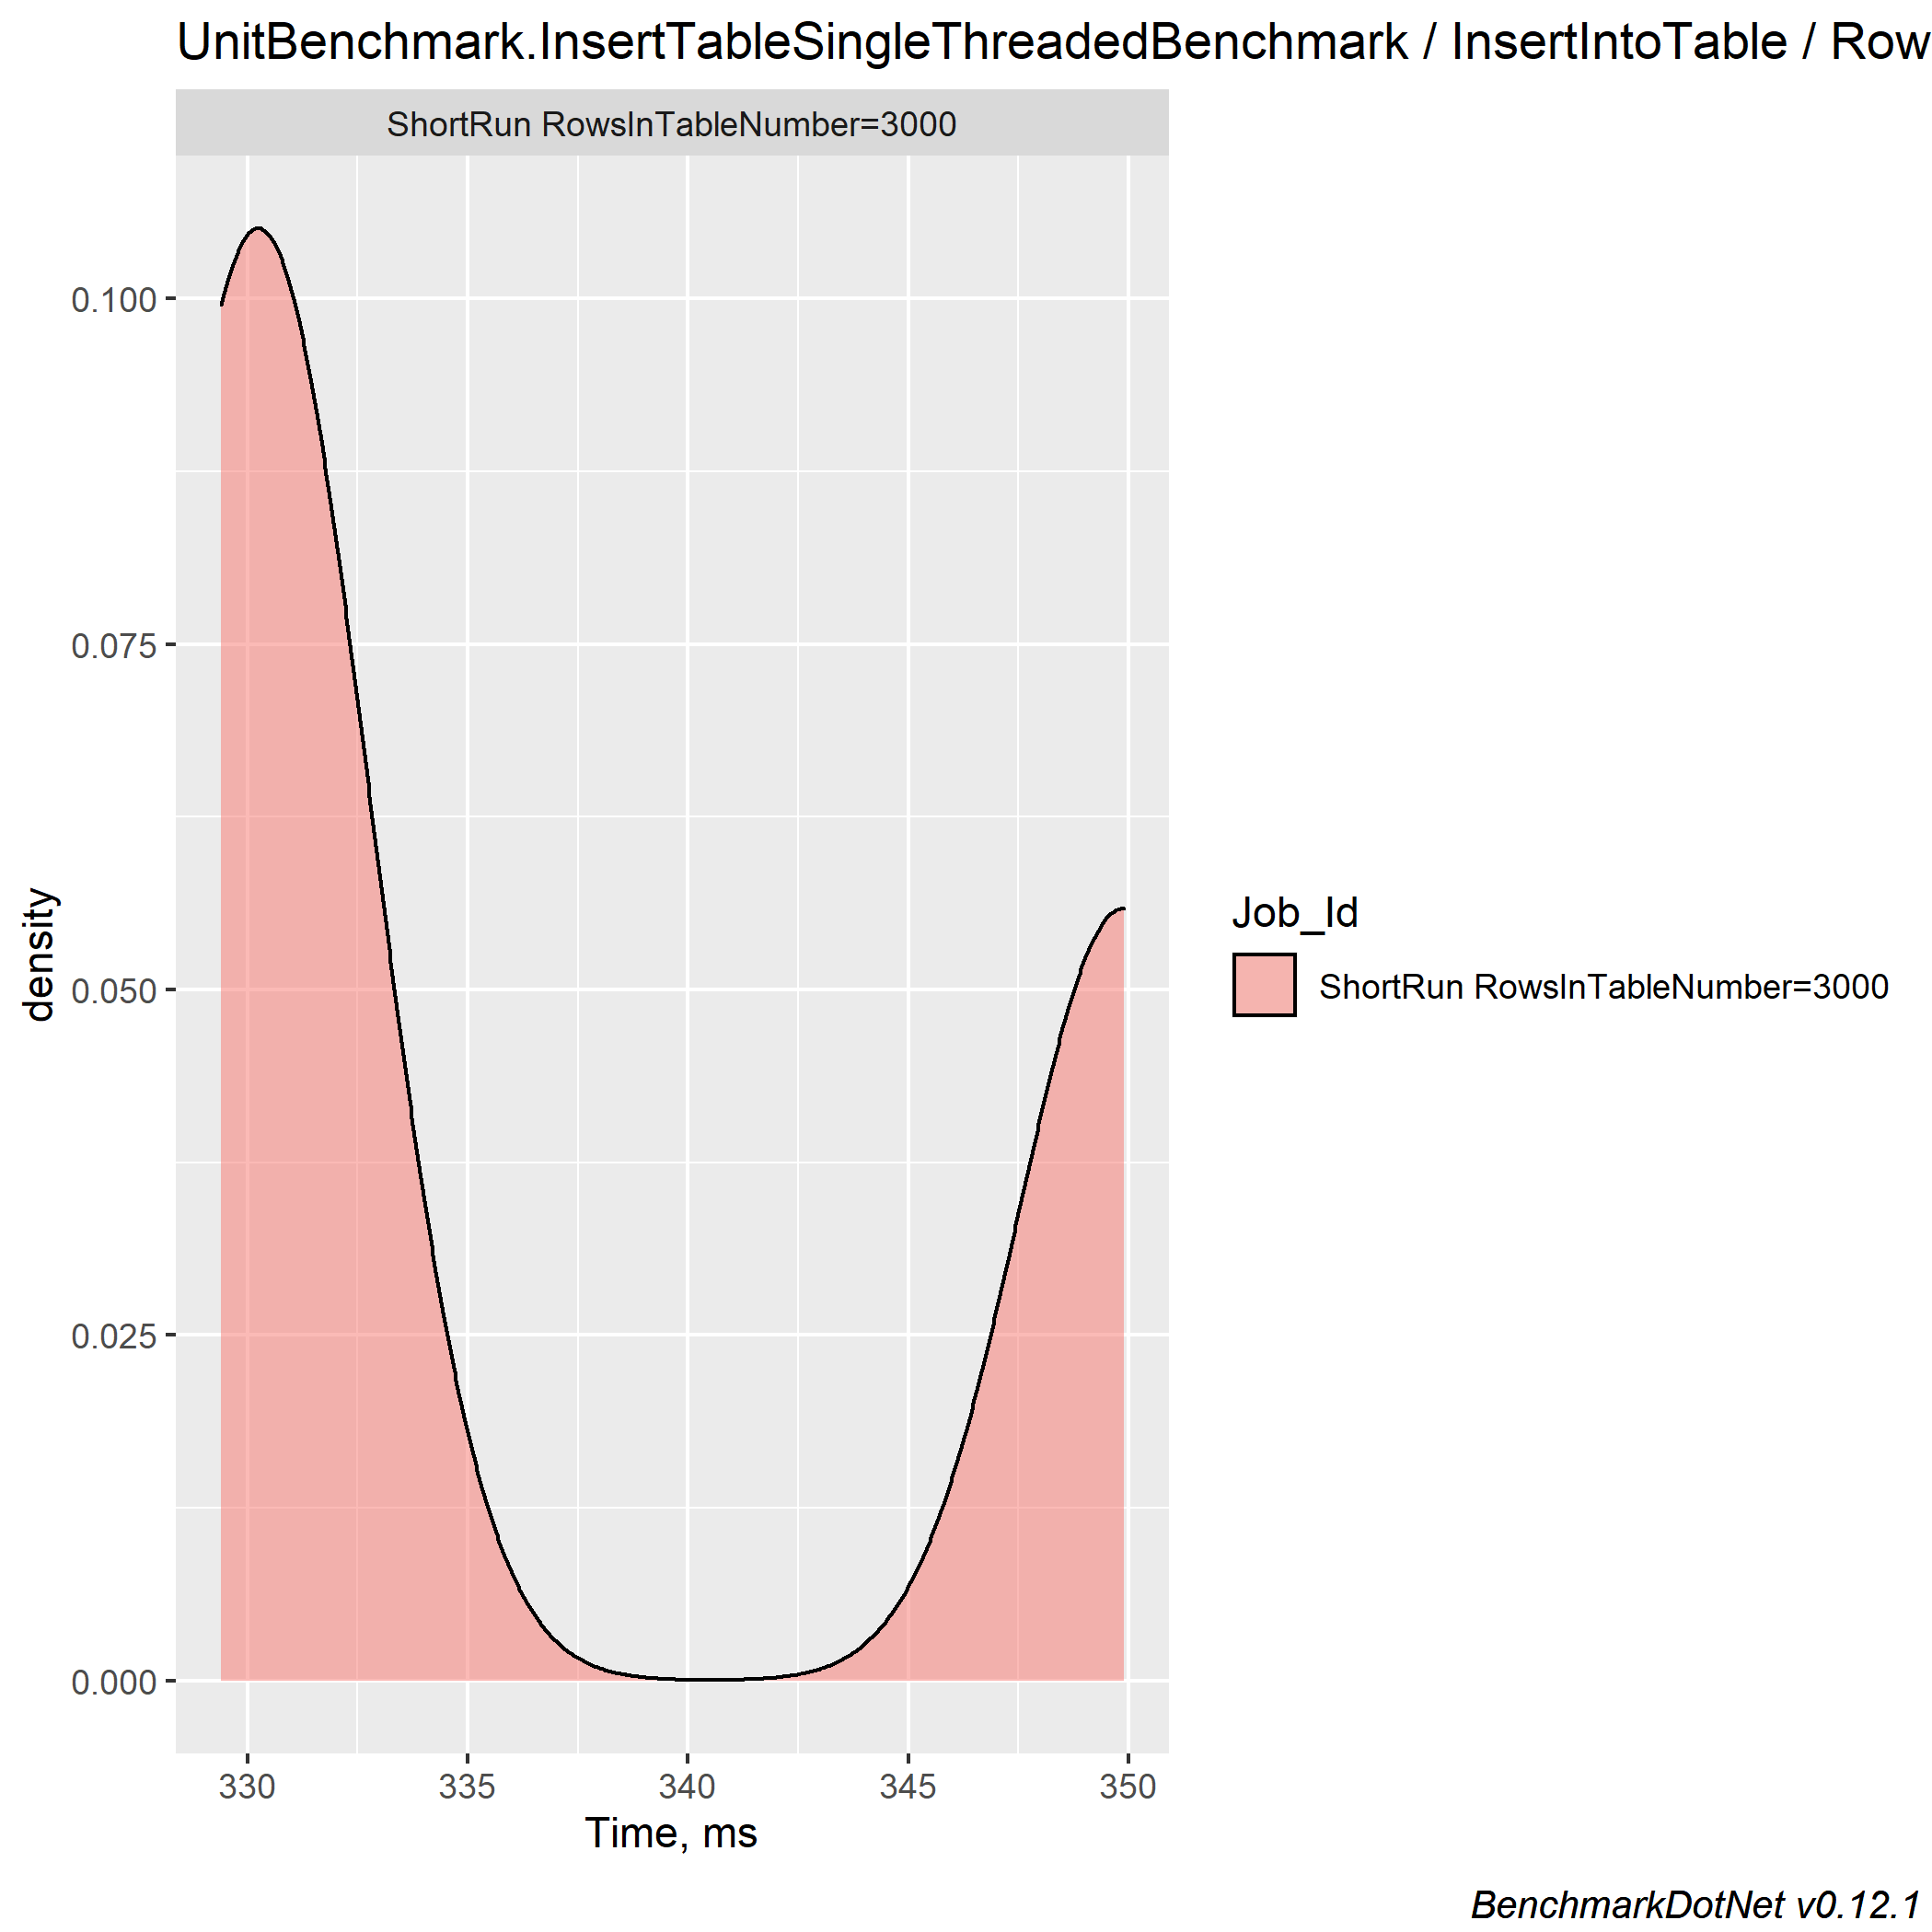 UnitBenchmark.InsertTableSingleThreadedBenchmark / InsertIntoTable / Row
ShortRun RowsInTableNumber=3000
0.100
0.075
0.050
0.025
0.000
density
330 335 340 345 350
Time, ms
Job_Id
ShortRun RowsInTableNumber=3000
BenchmarkDotNet v0.12.1